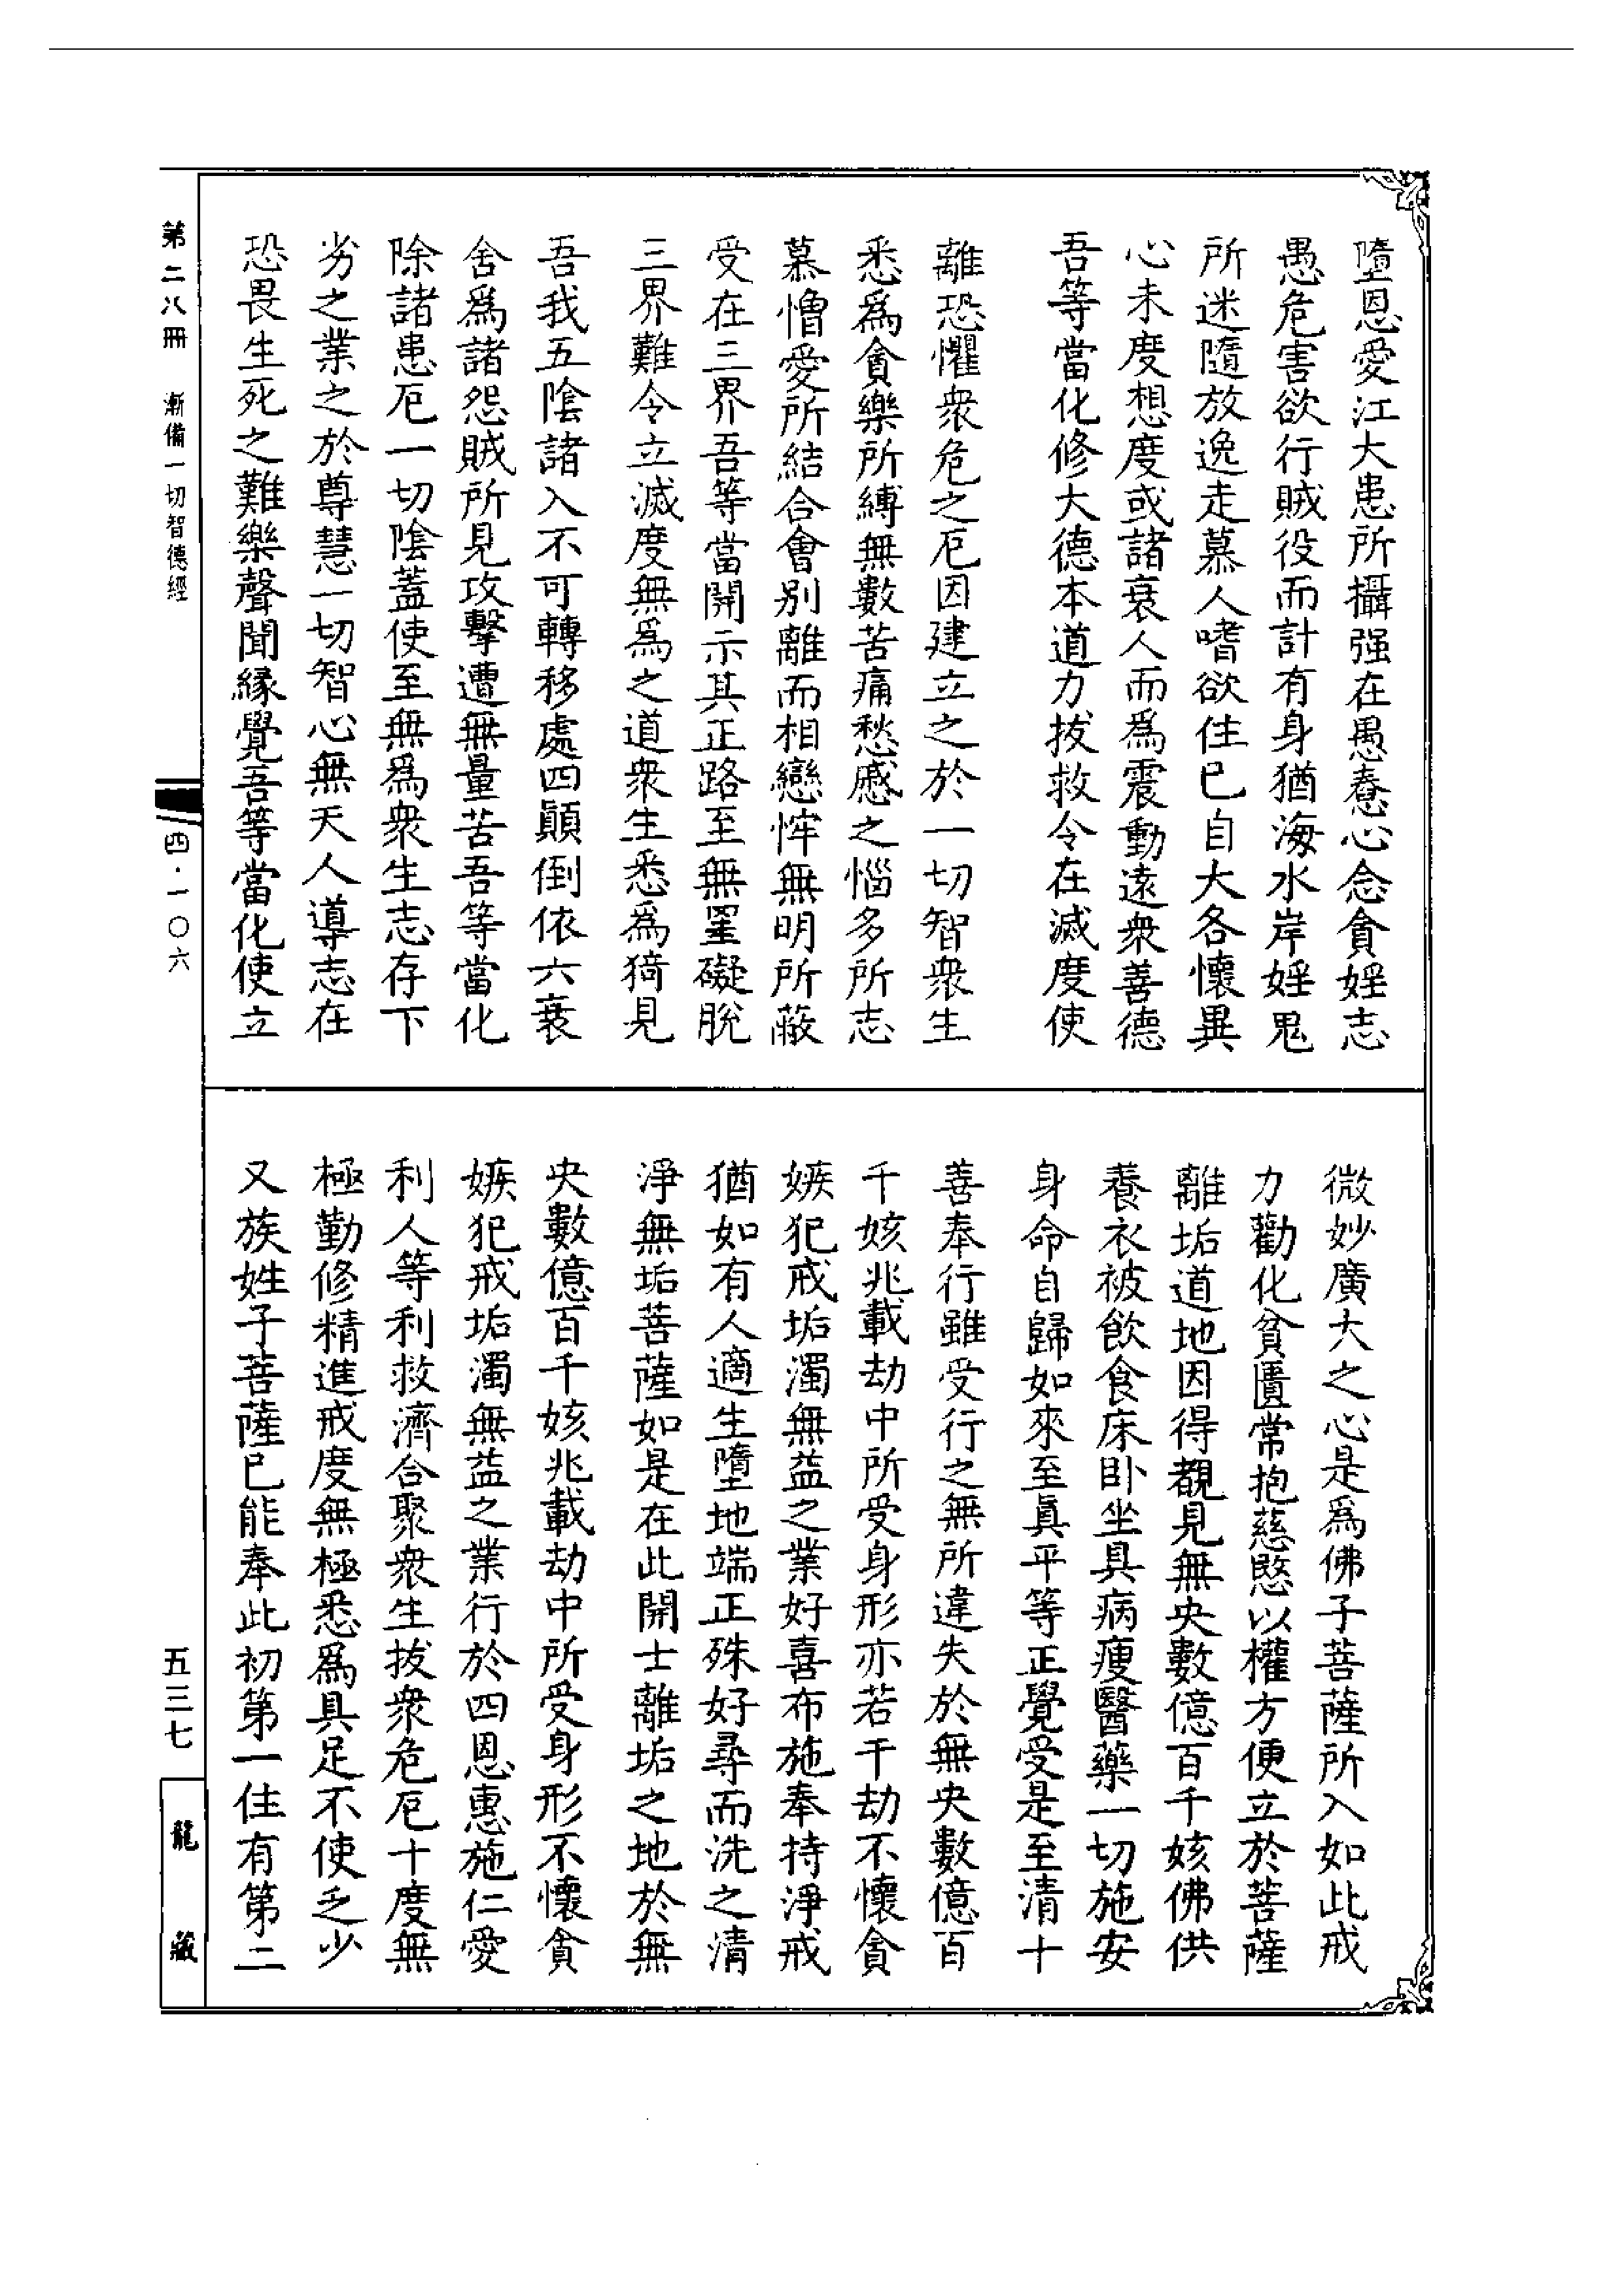 墮恩愛江大患所攝强在愚惷心念貪婬志
愚危害欲行賊役而計有身猶海水岸婬鬼
所迷隨放逸走慕人嗜欲住已自大各懷異
心未度想度或諸衰人而爲震動遠衆善德
吾等當化修大德本道力拔救令在滅度使
離恐懼衆危之厄因建立之於一切智衆生
悉爲貪樂所縛無數苦痛愁慼之惱多所志
慕憎愛所結合會别離而相戀悴無明所蔽
受在三界吾等當開示其正路至無罣礙脫
三界難令立滅度無爲之道衆生悉爲猗見
吾我五陰諸入不可轉移處四顛倒依六衰
舍爲諸怨賊所見攻擊遭無量苦吾等當化
除諸患厄一切陰蓋使至無爲衆生志存下
劣之業之於尊慧一切智心無天人導志在
恐畏生死之難樂聲聞緣覺吾等當化使立
微妙廣大之心是爲佛子菩薩所入如此戒
力勸化貧匱常抱慈愍以權方便立於菩薩
離垢道地因得覩見無央數億百千姟佛供
養衣被飲食床卧坐具病瘦醫藥一切施安
身命自歸如來至眞平等正覺受是至清十
善奉行雖受行之無所違失於無央數億百
千姟兆載劫中所受身形亦若干劫不懷貪
嫉犯戒垢濁無益之業好喜布施奉持淨戒
猶如有人適生墮地端正殊好尋而洗之清
淨無垢菩薩如是在此開士離垢之地於無
央數億百千姟兆載劫中所受身形不懷貪
嫉犯戒垢濁無益之業行於四恩惠施仁愛
利人等利救濟合聚衆生拔衆危厄十度無
極勤修精進戒度無極悉爲具足不使乏少
又族姓子菩薩已能奉此初第一住有第二
第二八冊 漸備一切智德經
四·一〇六
五三七
龍藏